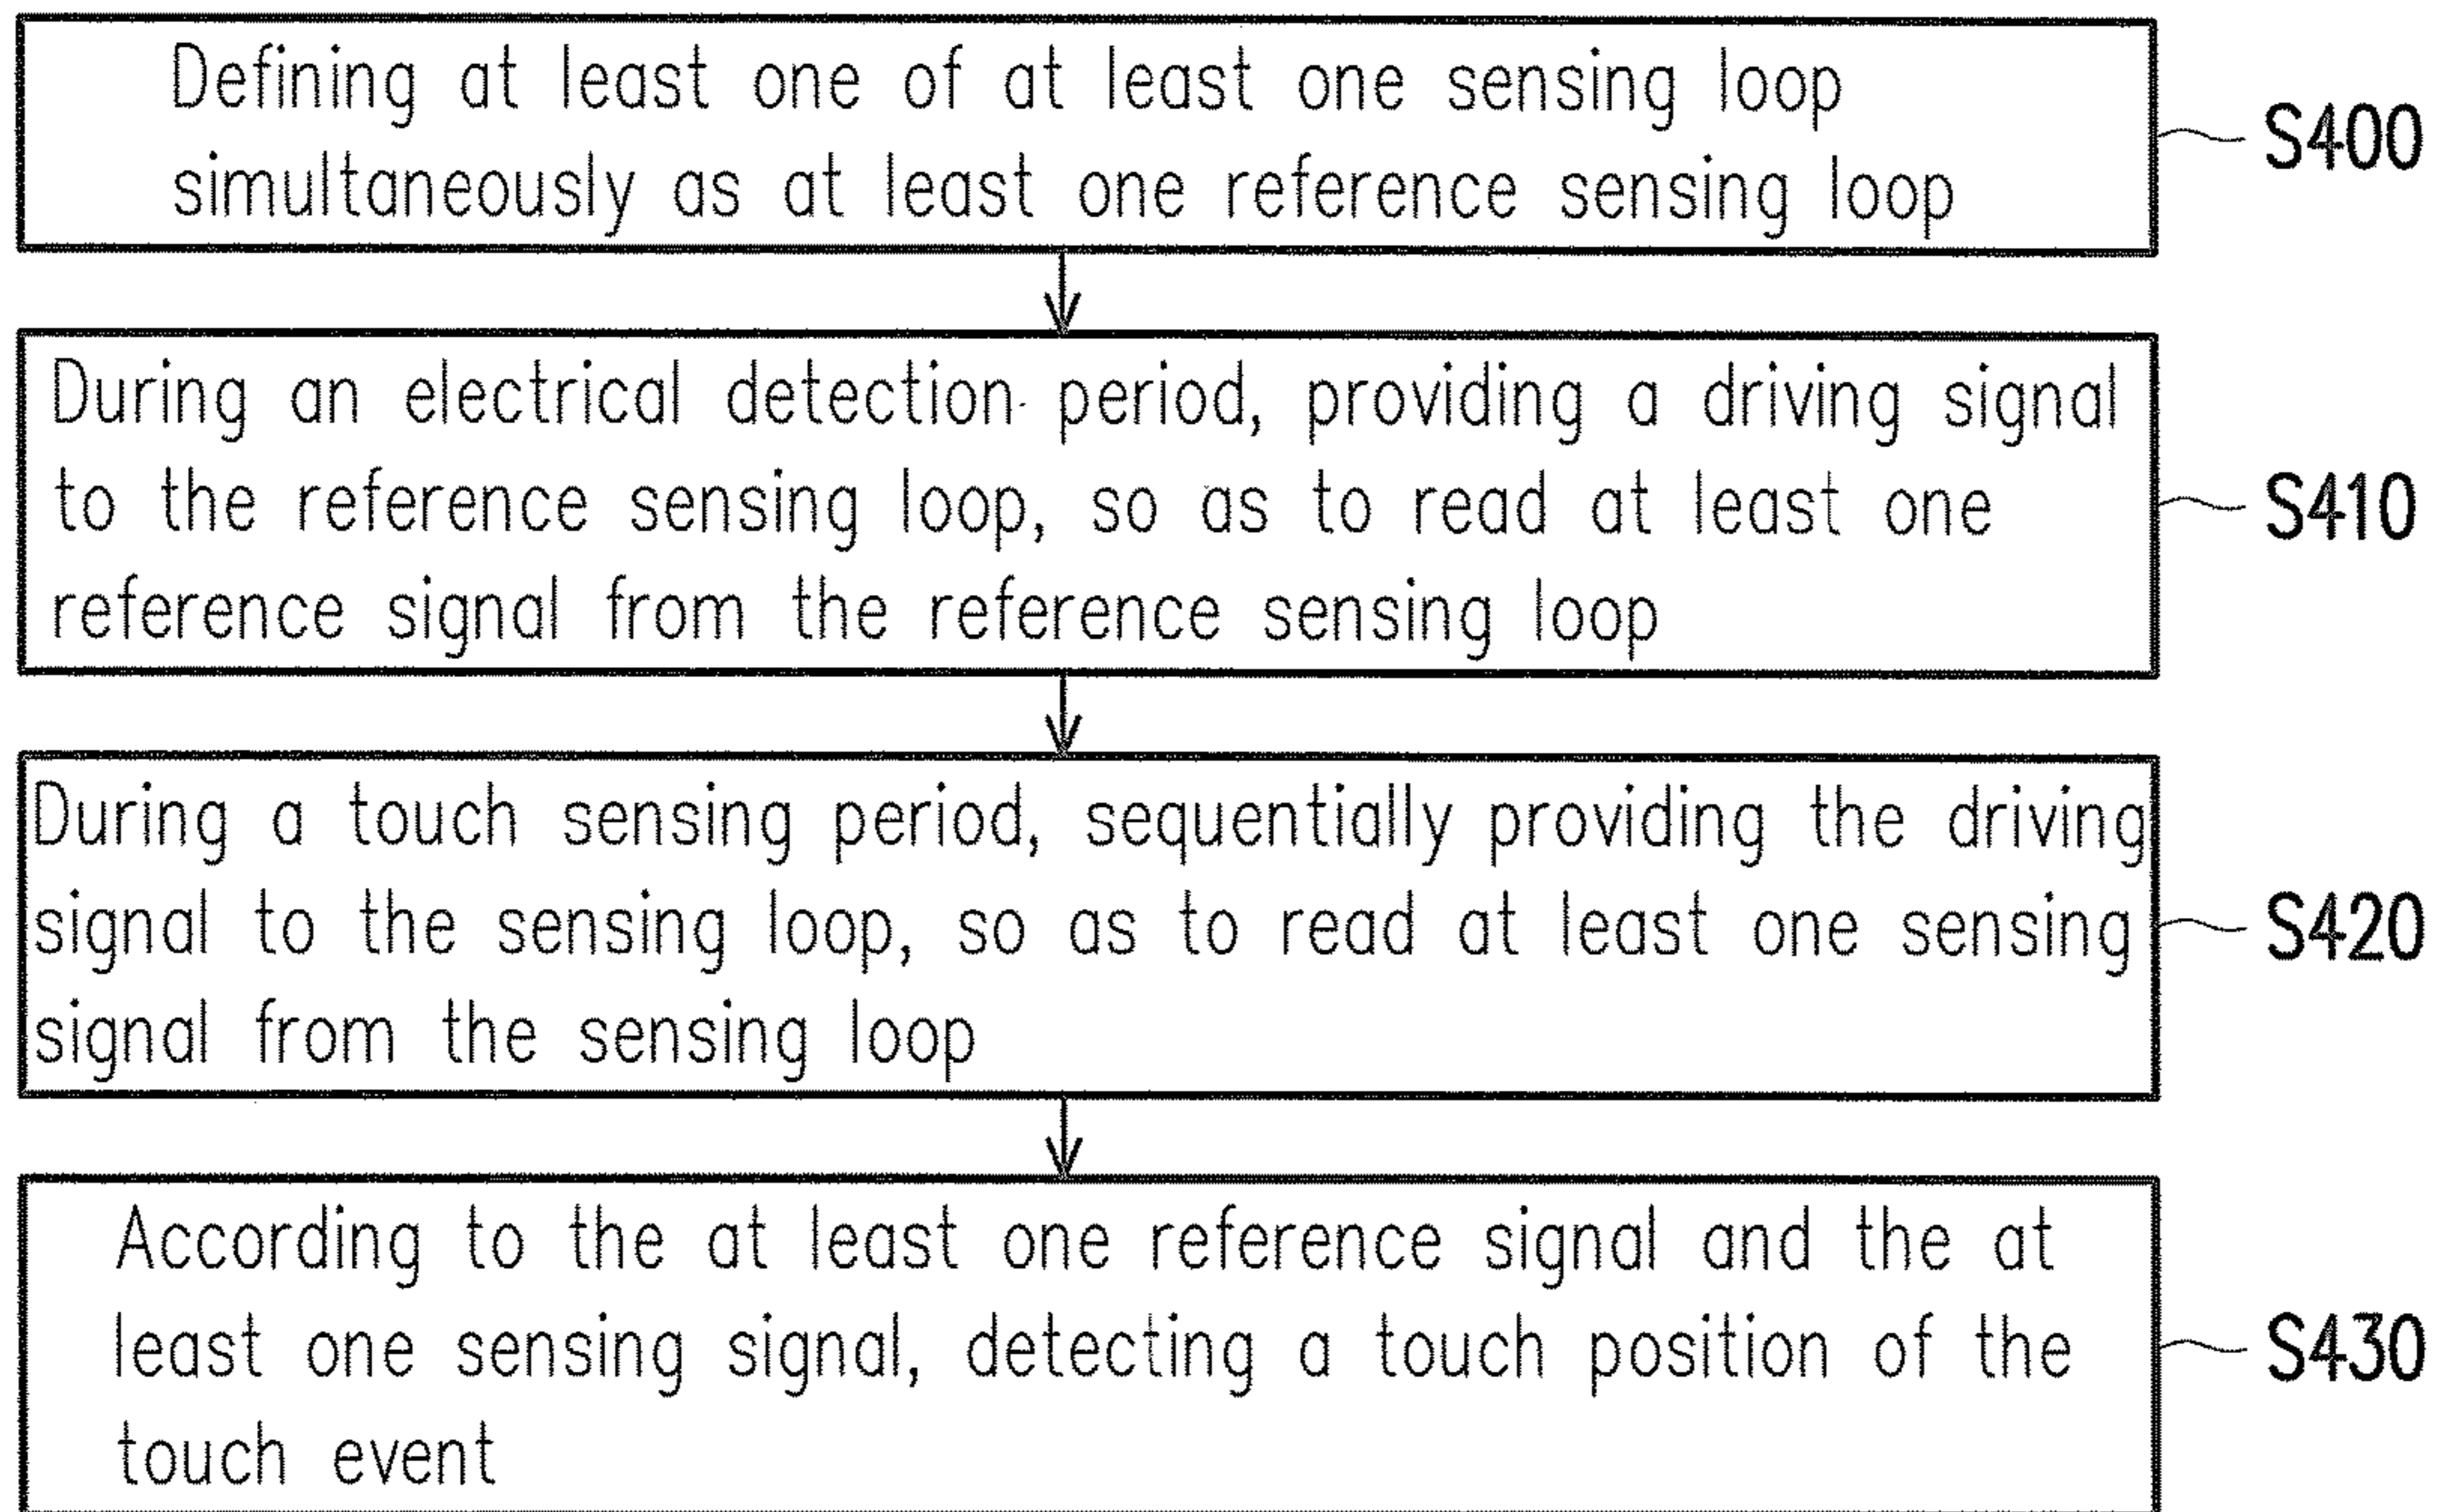 Defining at least one of at least one sensing loop
simultaneously as at least one reference sensing loop
S400
During an electrical detection period, providing a driving signal
to the reference sensing loop, so as to read at least one
reference signal from the reference sensing loop
S410
During a touch sensing period, sequentially providing the driving
signal to the sensing loop, so as to read at least one sensing
signal from the sensing loop
S420
According to the at least one reference signal and the at
least one sensing signal, detecting a touch position of the
touch event
S430